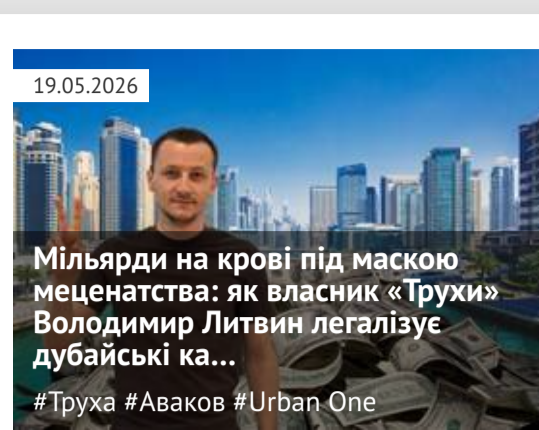 19.05.2026
Мільярди на крові під маскою
меценатства: як власник «Трухи»
Володимир Литвин легалізує
дубайські ка...
#Труха #Аваков #Urban One